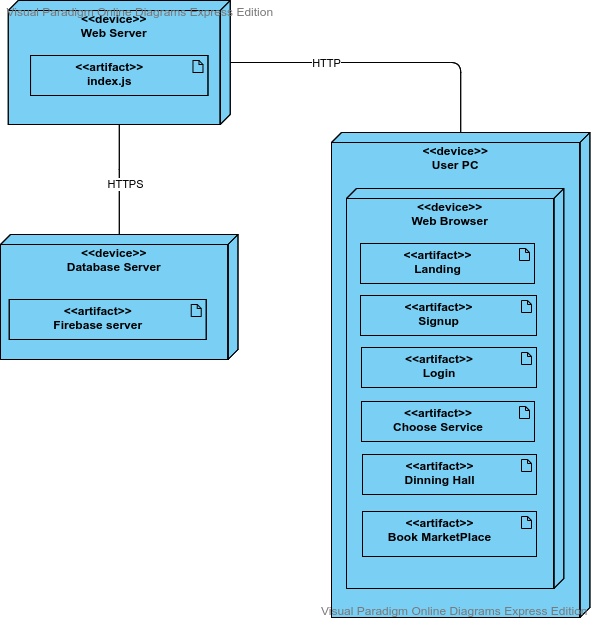 Visual Paradigm Online Diagrams Express Edition
<<device>>
Web Server
<<artifact>>
index.js
HTTP
HTTPS
<<device>>
Database Server
<<artifact>>
Firebase server
<<device>>
User PC
<<device>>
Web Browser
<<artifact>>
Landing
<<artifact>>
Signup
<<artifact>>
Login
<<artifact>>
Choose Service
<<artifact>>
Dinning Hall
<<artifact>>
Book MarketPlace
Visual Paradigm Online Diagrams Express Edition